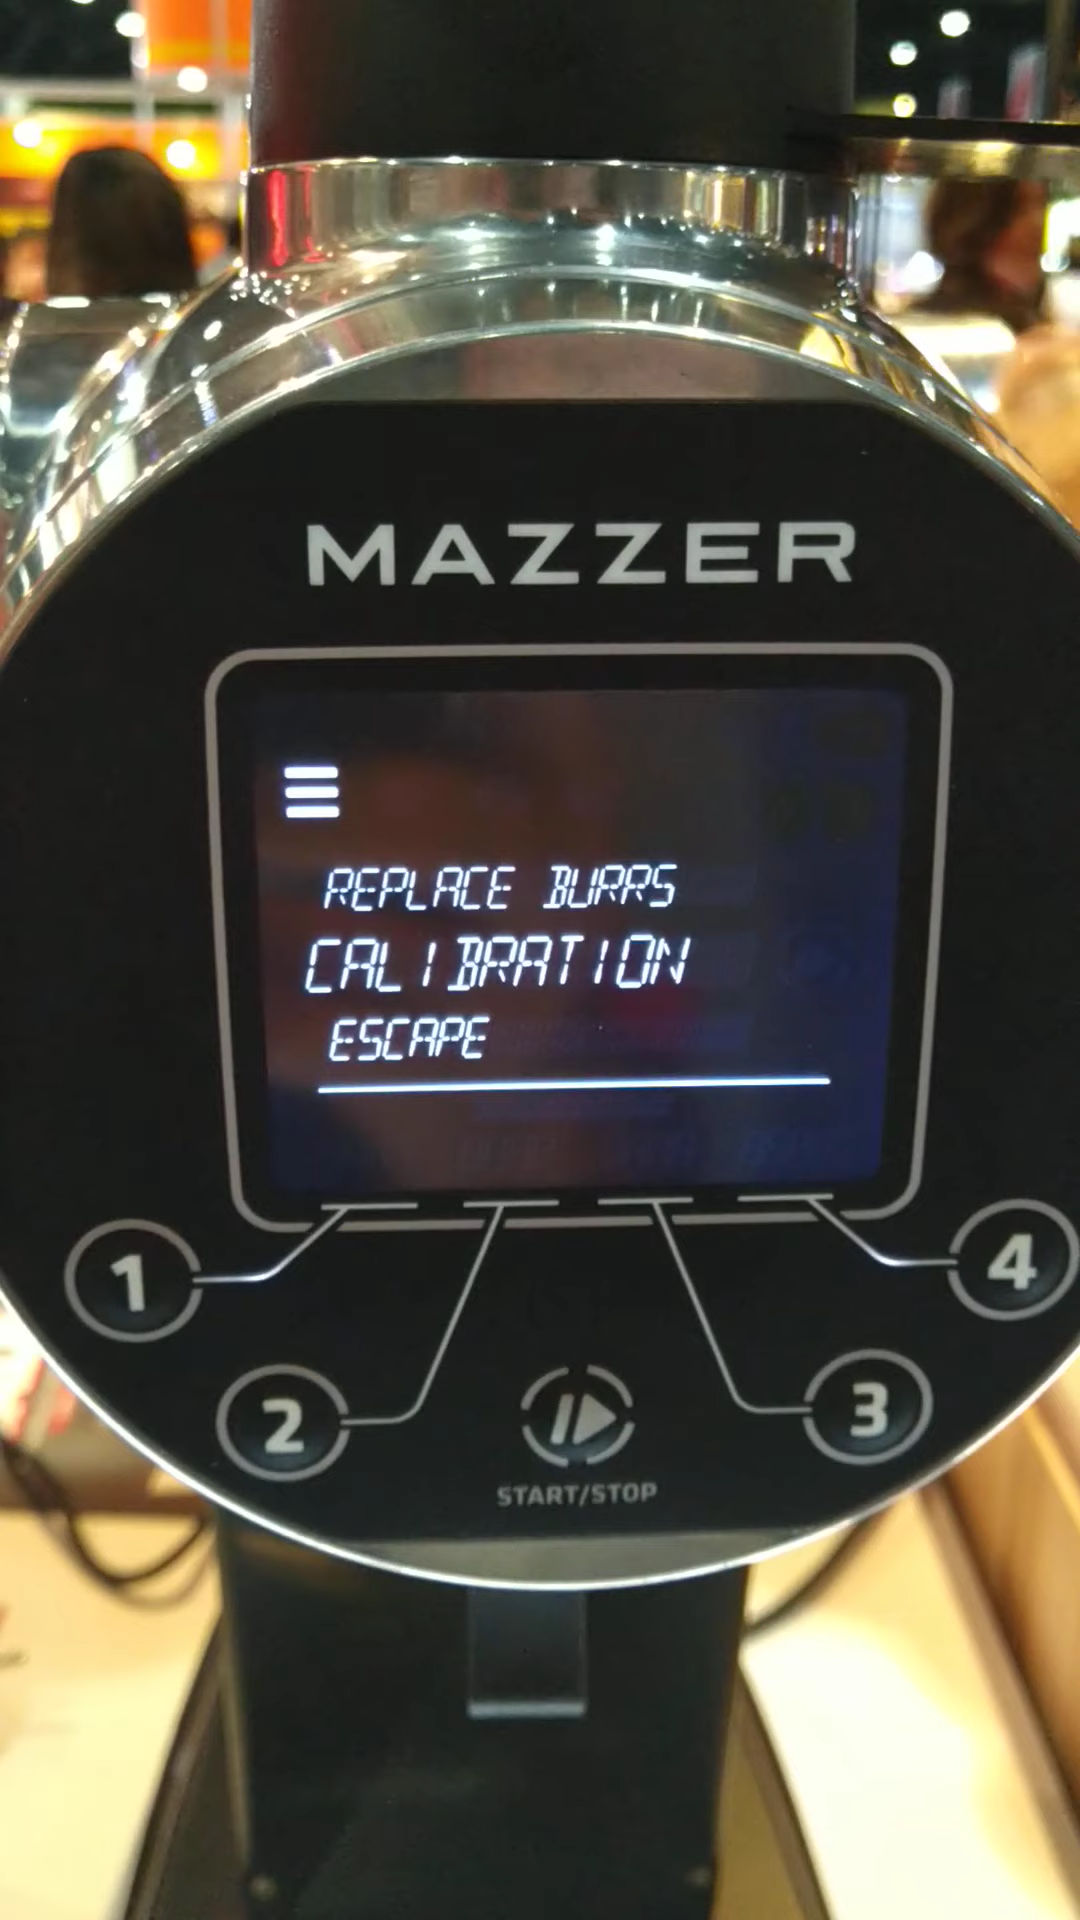 MAZZER
REPLACE BURRS
CALIBRATION
ESCAPE
1
4
2
3
START/STOP